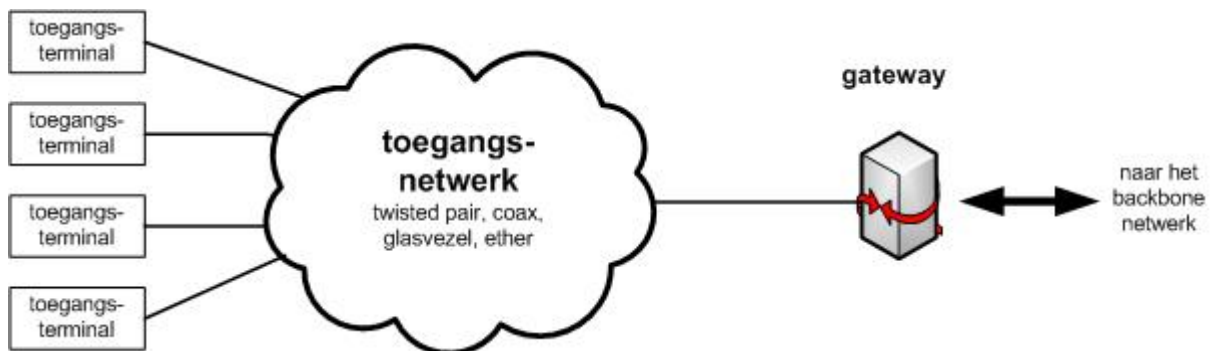 toegangs-
terminal
toegangs-
terminal
toegangs-
terminal
toegangs-
terminal
toegangs-
netwerk
twisted pair, coax,
glasvezel, ether
gateway
naar het
backbone
netwerk